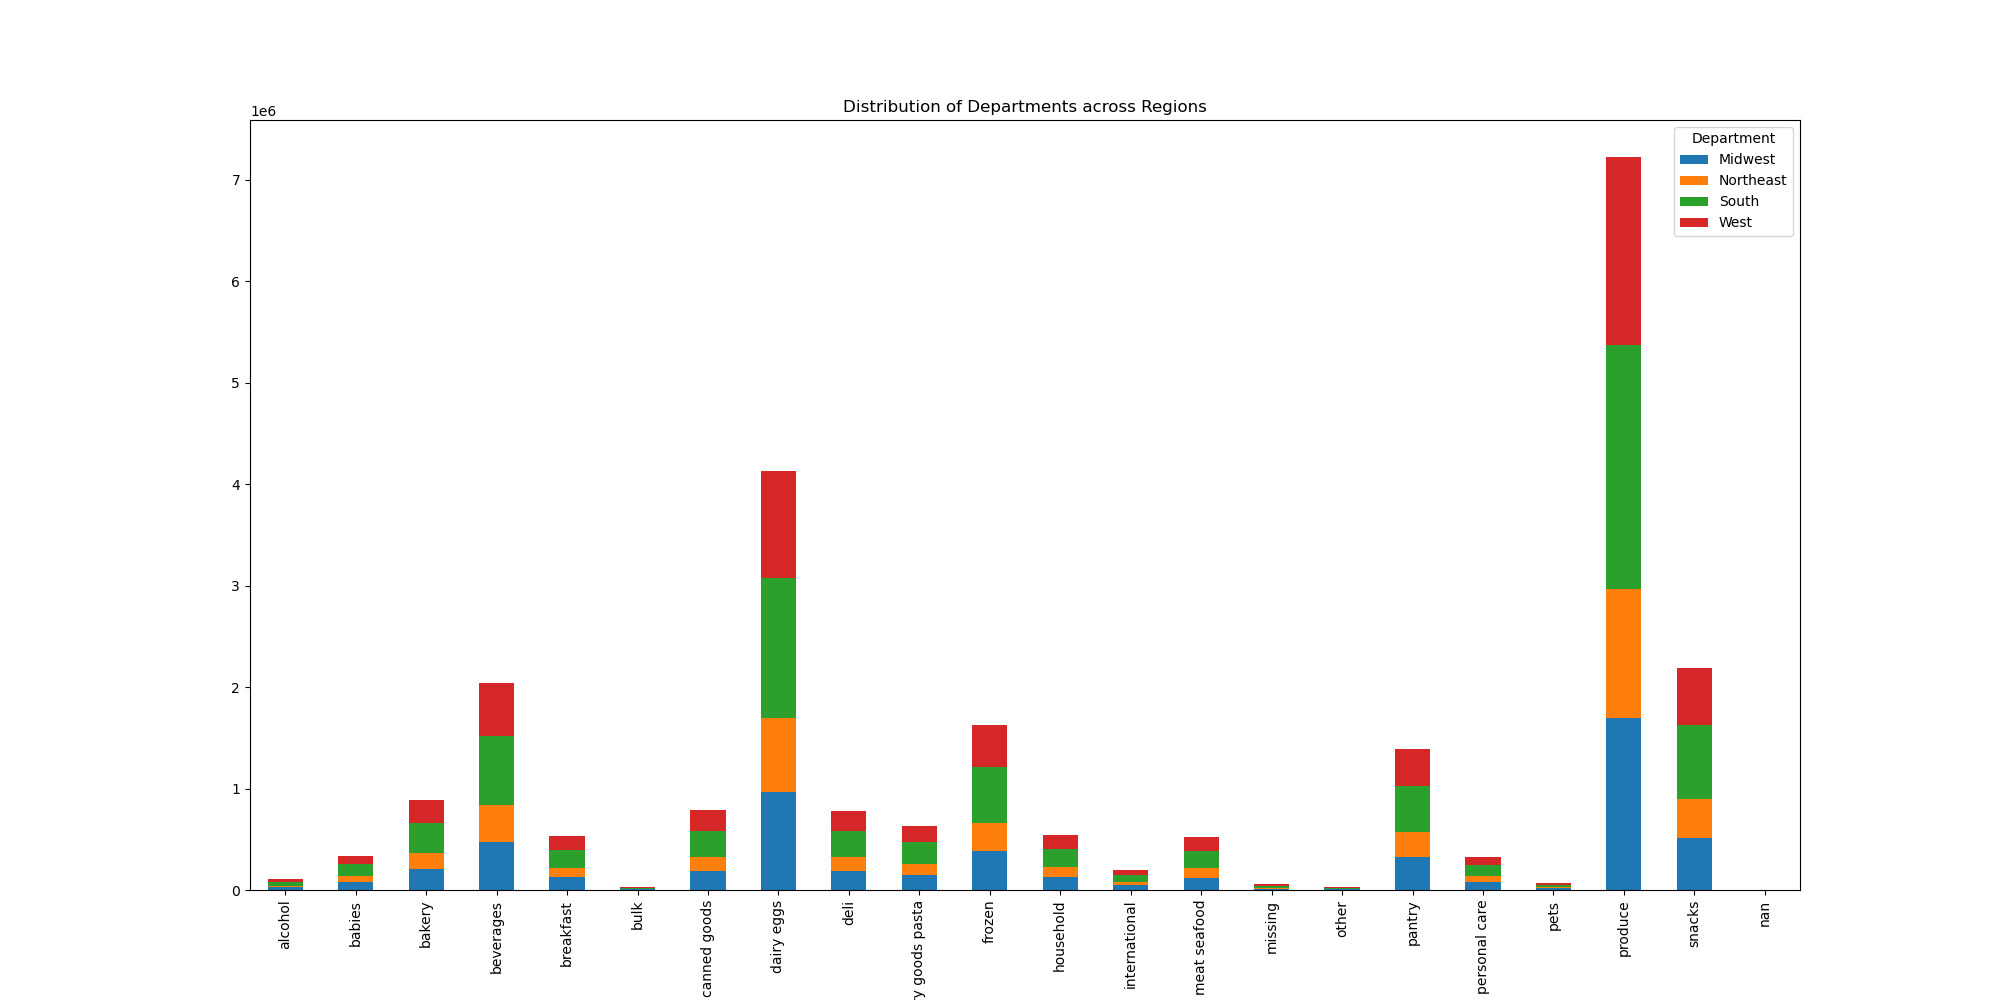 Distribution of Departments across Regions
1e6
Department
Midwest
Northeast
South
West
7
6
5
4
3
2
1
0
alcohol
babies
bakery
beverages
breakfast
bulk
canned goods
dairy eggs
deli
y goods pasta
frozen
household
international
meat seafood
missing
other
pantry
personal care
pets
produce
snacks
nan